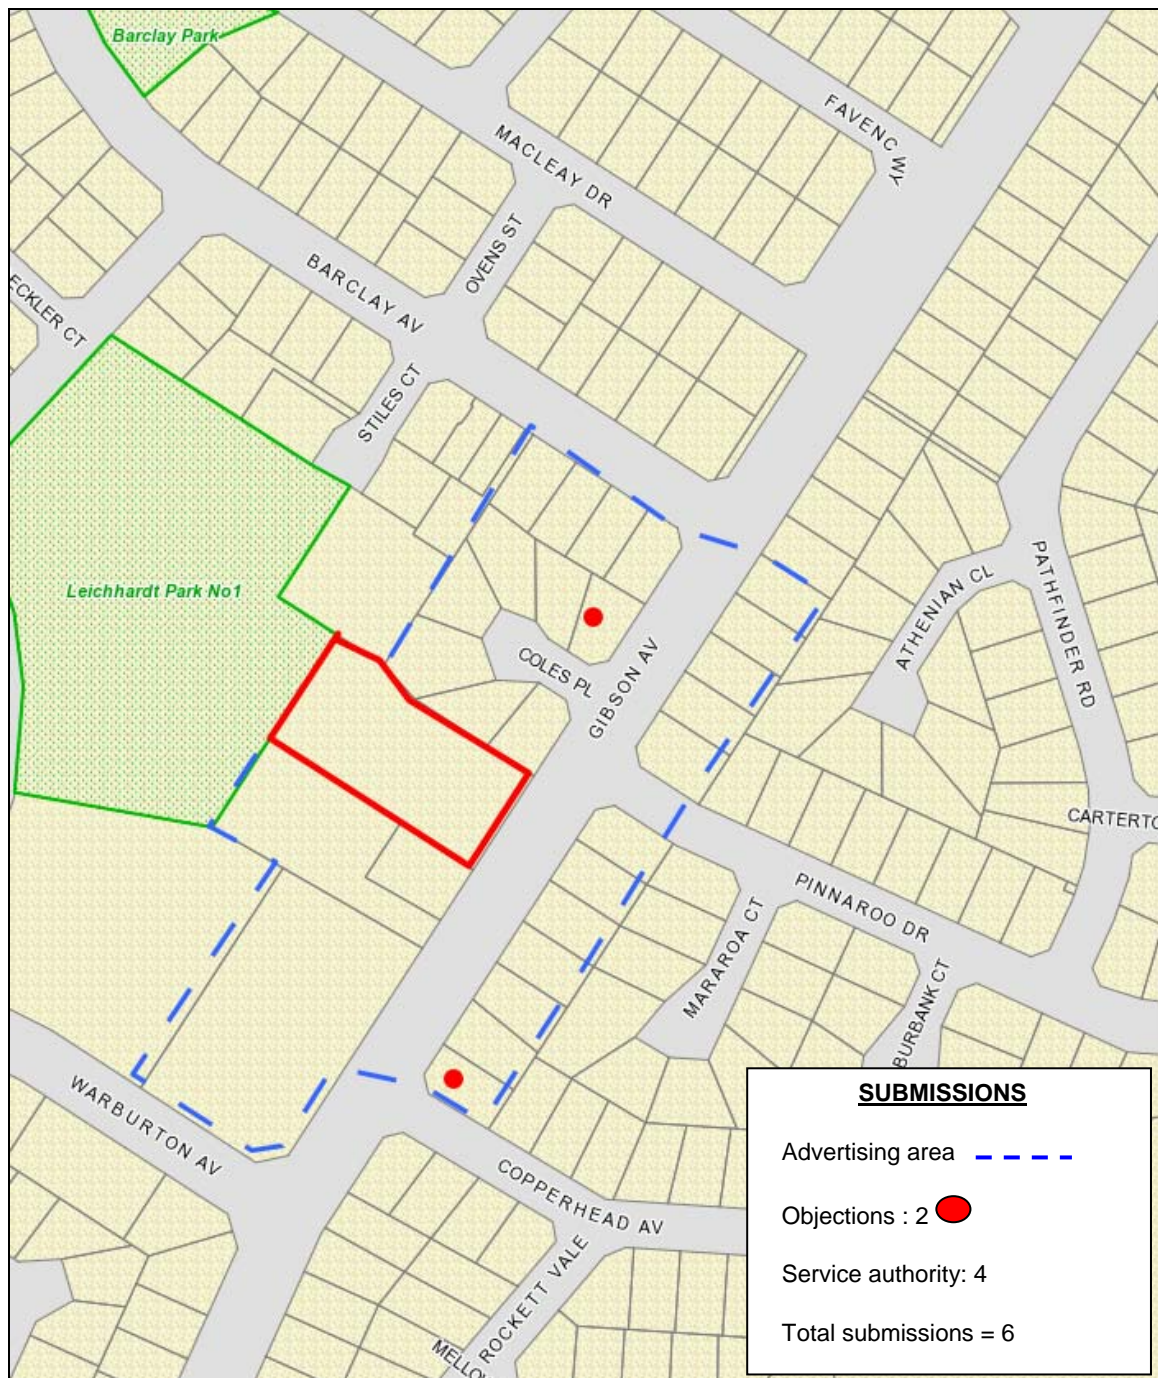 Barclay Park
FAVENC WY
MACLEAY DR
OVENS ST
BARCLAY AV
ECKLER CT
STILES CT
Leichhardt Park No1
PATHFINDER RD
ATHENIAN CL
COLES PL
GIBSON AV
CARTERTO
PINNAROO DR
MARAROA CT
BURBANK CT
WARBURTON AV
COPPERHEAD AV
ROCKETT VALE
MELLOW
SUBMISSIONS
Advertising area
Objections : 2
Service authority: 4
Total submissions = 6